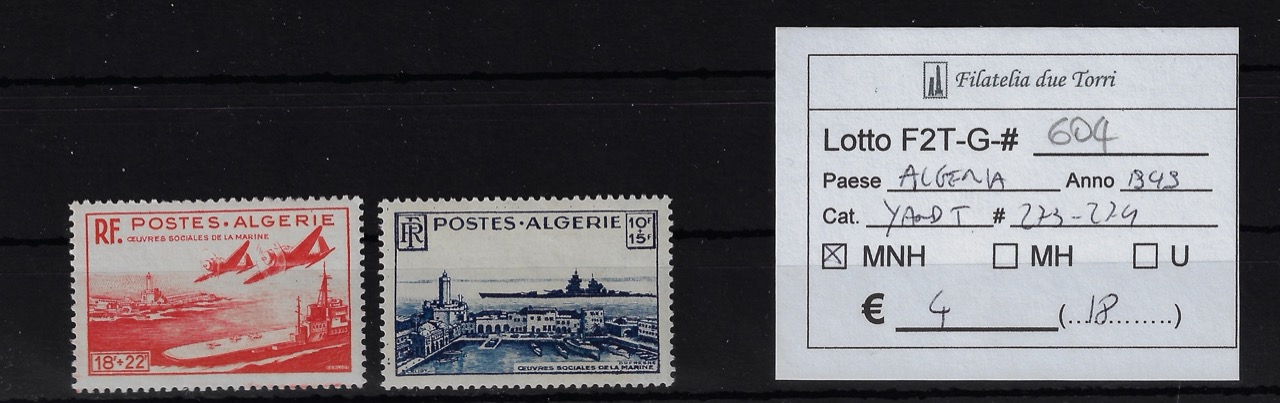 RF. POSTES·ALGERIE
ŒUVRES SOCIALES DE LA MARINE
18F+22F
RF POSTES·ALGERIE 10F+15F
ŒUVRES SOCIALES DE LA MARINE
Filatelia due Torri
Lotto F2T-G-# 604
Paese ALGERIA Anno 1949
Cat. YANDT # 273-274
☒ MNH ☐ MH ☐ U
€ 4 (...18........)